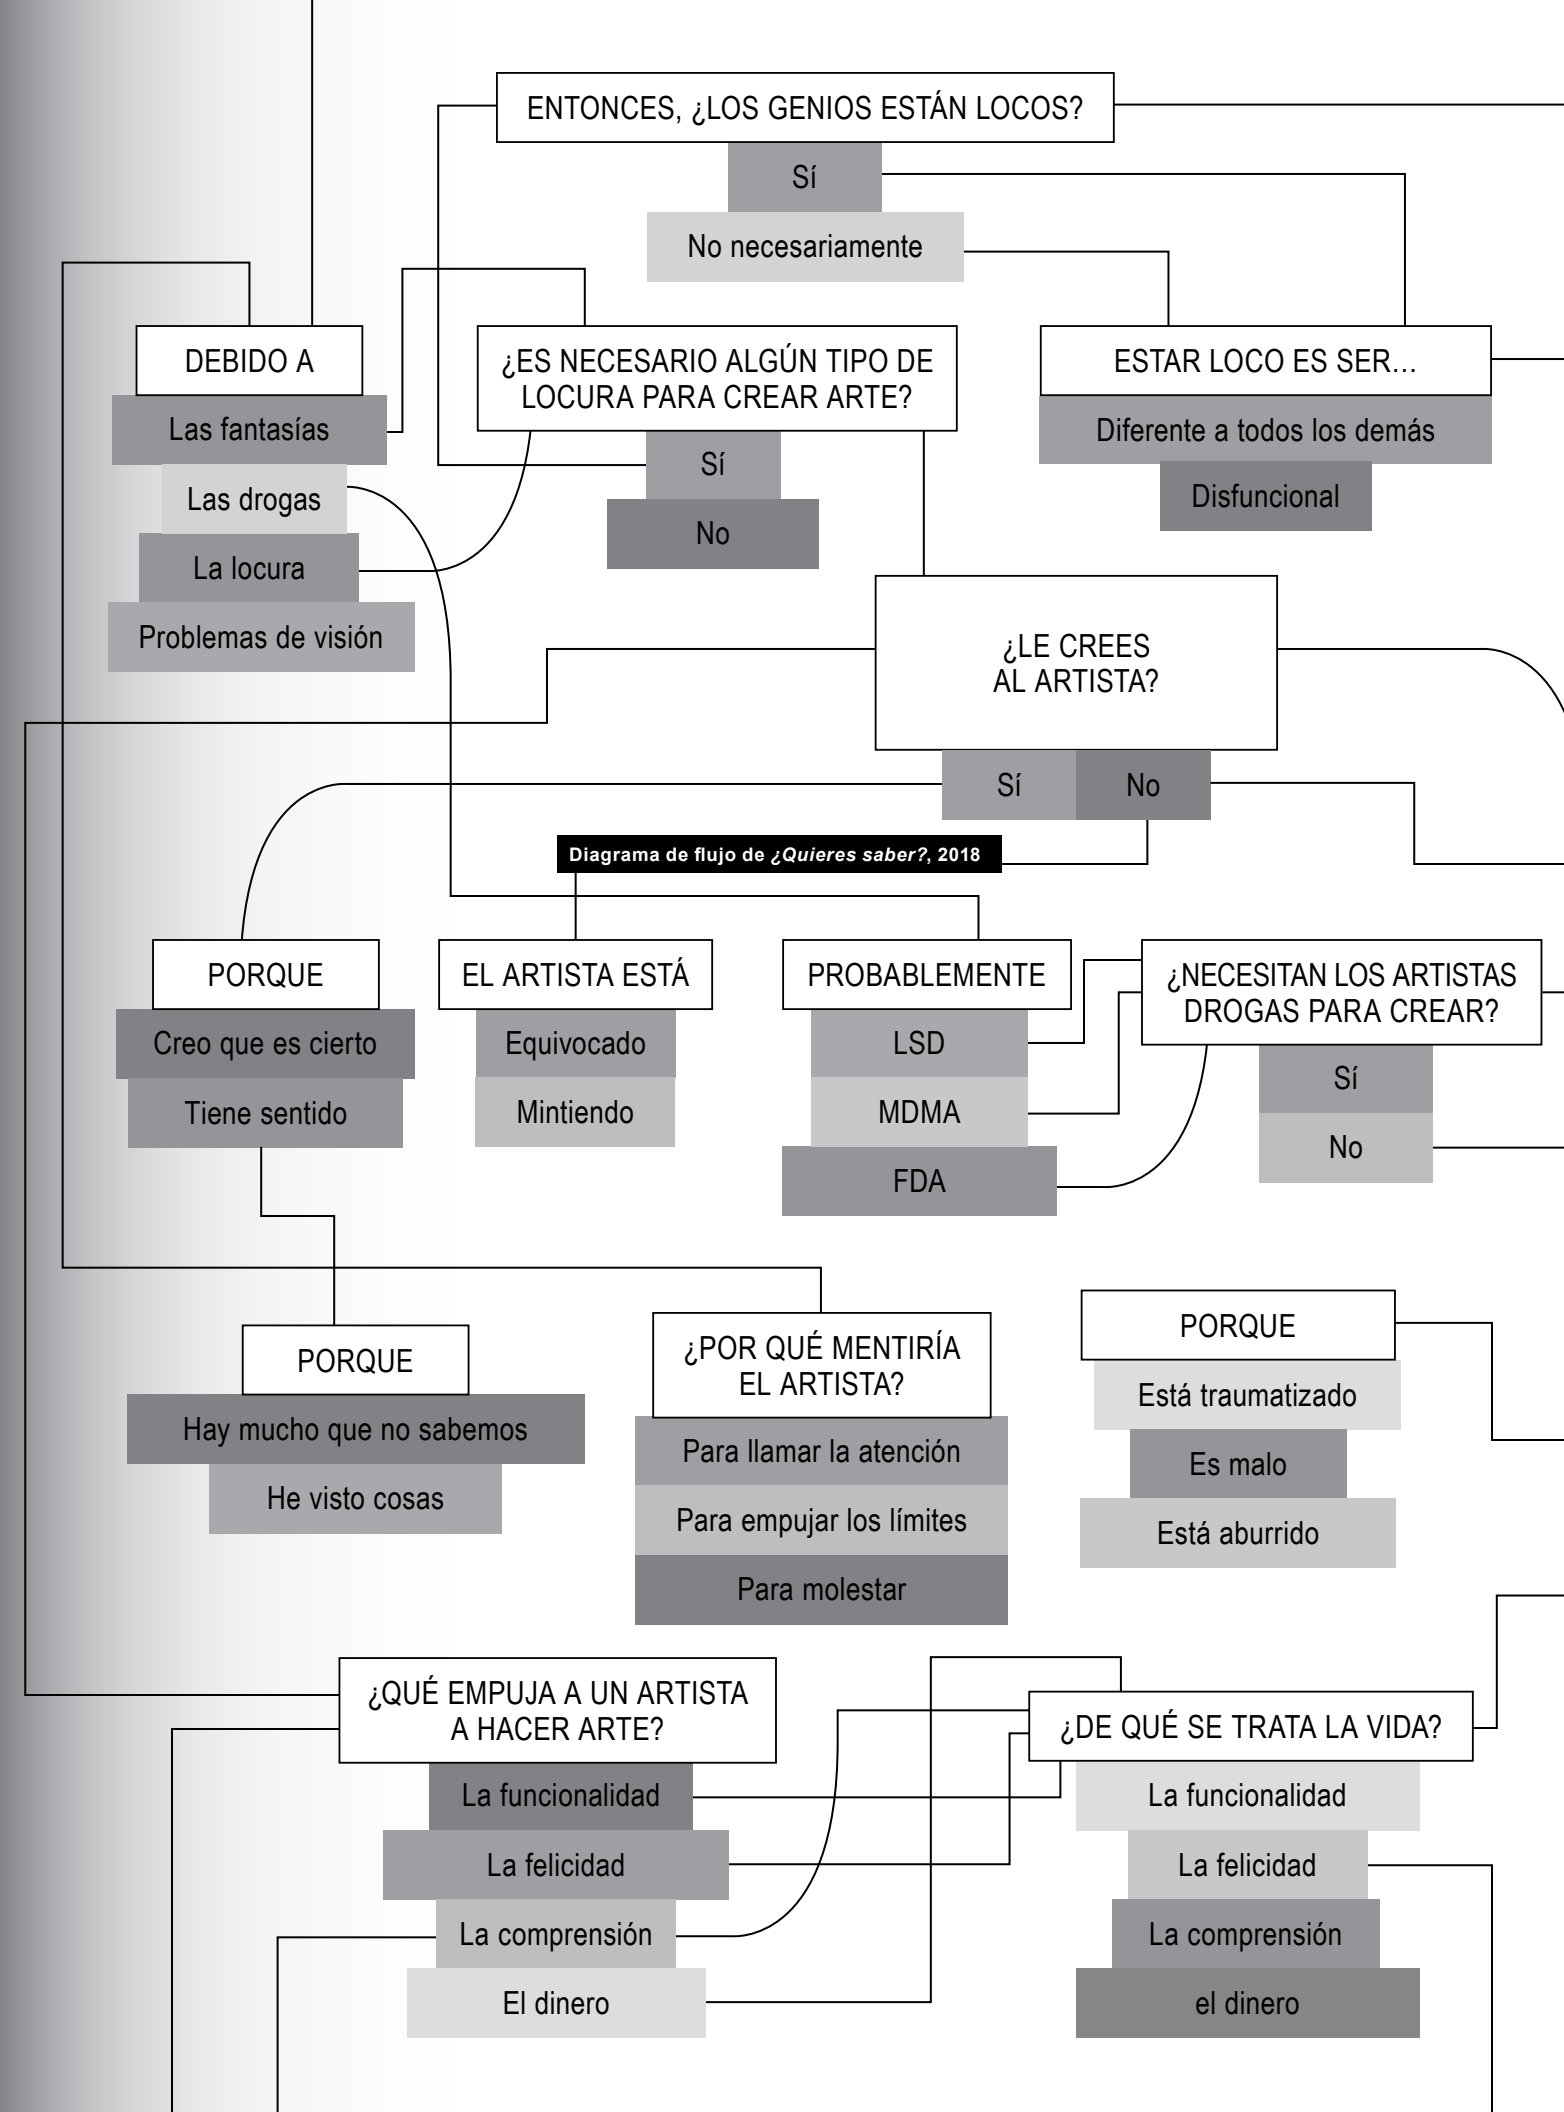 ENTONCES, ¿LOS GENIOS ESTÁN LOCOS?
Sí
No necesariamente
DEBIDO A
Las fantasías
Las drogas
La locura
Problemas de visión
¿ES NECESARIO ALGÚN TIPO DE
LOCURA PARA CREAR ARTE?
Sí
No
ESTAR LOCO ES SER...
Diferente a todos los demás
Disfuncional
¿LE CREES
AL ARTISTA?
Sí
No
Diagrama de flujo de ¿Quieres saber?, 2018
PORQUE
Creo que es cierto
Tiene sentido
EL ARTISTA ESTÁ
Equivocado
Mintiendo
PROBABLEMENTE
LSD
MDMA
FDA
¿NECESITAN LOS ARTISTAS
DROGAS PARA CREAR?
Sí
No
PORQUE
Hay mucho que no sabemos
He visto cosas
¿POR QUÉ MENTIRÍA
EL ARTISTA?
Para llamar la atención
Para empujar los límites
Para molestar
PORQUE
Está traumatizado
Es malo
Está aburrido
¿QUÉ EMPUJA A UN ARTISTA
A HACER ARTE?
La funcionalidad
La felicidad
La comprensión
El dinero
¿DE QUÉ SE TRATA LA VIDA?
La funcionalidad
La felicidad
La comprensión
el dinero